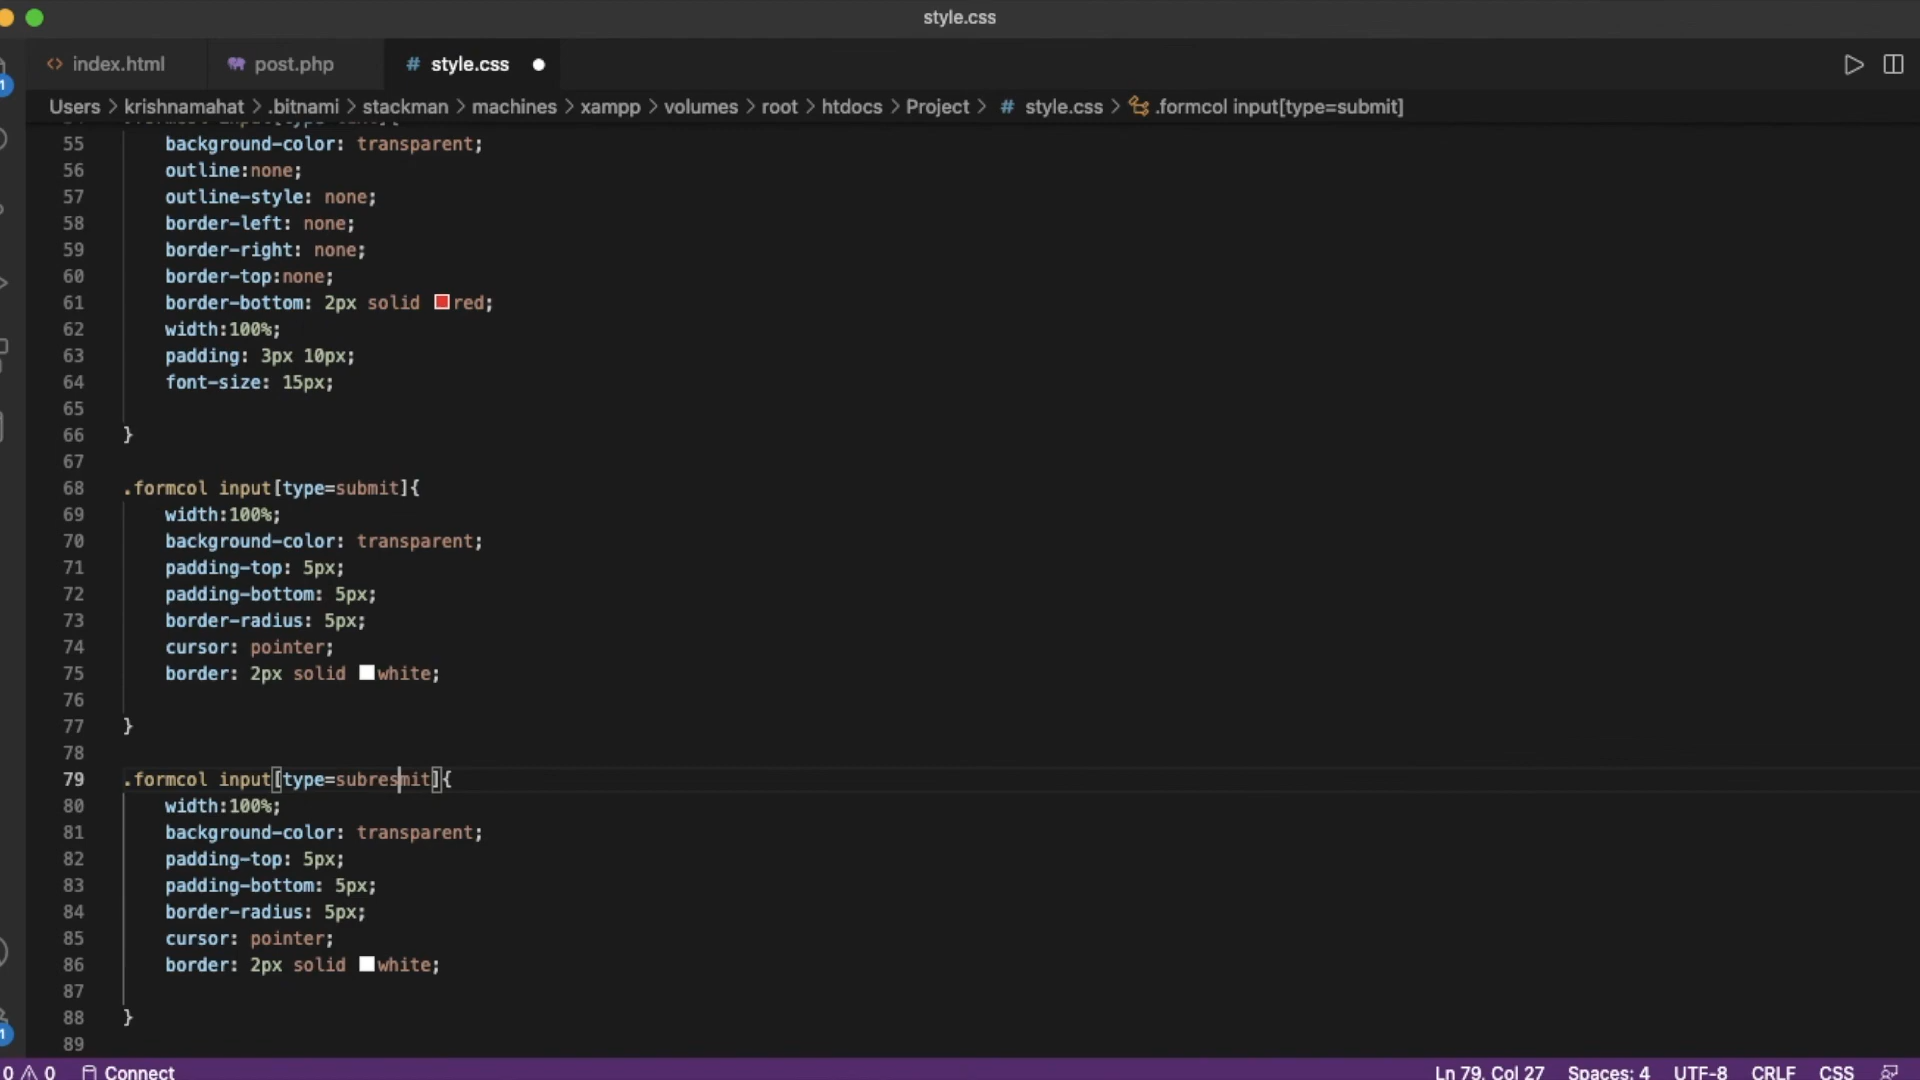 style.css
index.html post.php # style.css
Users > krishnamahat > .bitnami > stackman > machines > xampp > volumes > root > htdocs > Project > # style.css > .formcol input[type=submit]
55 background-color: transparent;
56 outline:none;
57 outline-style: none;
58 border-left: none;
59 border-right: none;
60 border-top:none;
61 border-bottom: 2px solid red;
62 width:100%;
63 padding: 3px 10px;
64 font-size: 15px;
65
66 }
67
68 .formcol input[type=submit]{
69 width:100%;
70 background-color: transparent;
71 padding-top: 5px;
72 padding-bottom: 5px;
73 border-radius: 5px;
74 cursor: pointer;
75 border: 2px solid white;
76
77 }
78
79 .formcol input[type=subresmit]{
80 width:100%;
81 background-color: transparent;
82 padding-top: 5px;
83 padding-bottom: 5px;
84 border-radius: 5px;
85 cursor: pointer;
86 border: 2px solid white;
87
88 }
89
0 0 Connect Ln 79, Col 27 Spaces: 4 UTF-8 CRLF CSS